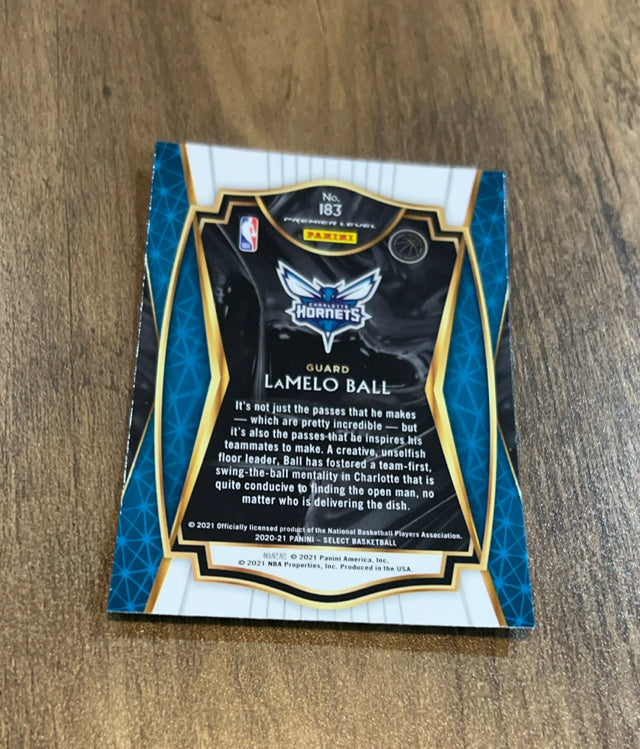 No.
183
PREMIER LEVEL
PANINI
CHARLOTTE
HORNETS
GUARD
LAMELO BALL
It's not just the passes that he makes
— which are pretty incredible — but
it's also the passes that he inspires his
teammates to make. A creative, unselfish
floor leader, Ball has fostered a team-first,
swing-the-ball mentality in Charlotte that is
quite conducive to finding the open man, no
matter who is delivering the dish.
© 2021 Officially licensed product of the National Basketball Players Association.
2020-21 PANINI – SELECT BASKETBALL
帕尼尼 © 2021 Panini America, Inc.
© 2021 NBA Properties, Inc. Produced in the USA.